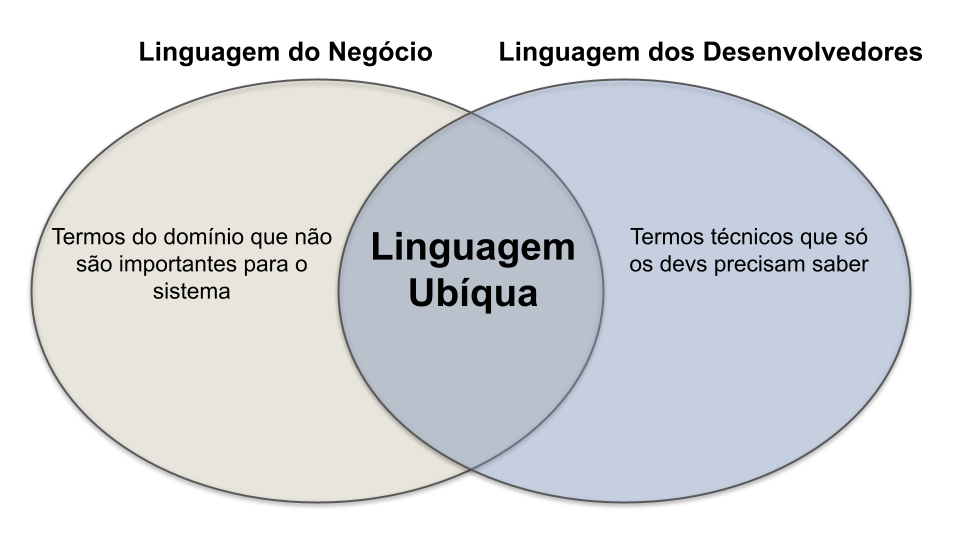 Linguagem do Negócio
Linguagem dos Desenvolvedores
Termos do domínio que não
são importantes para o
sistema
Linguagem
Ubíqua
Termos técnicos que só
os devs precisam saber